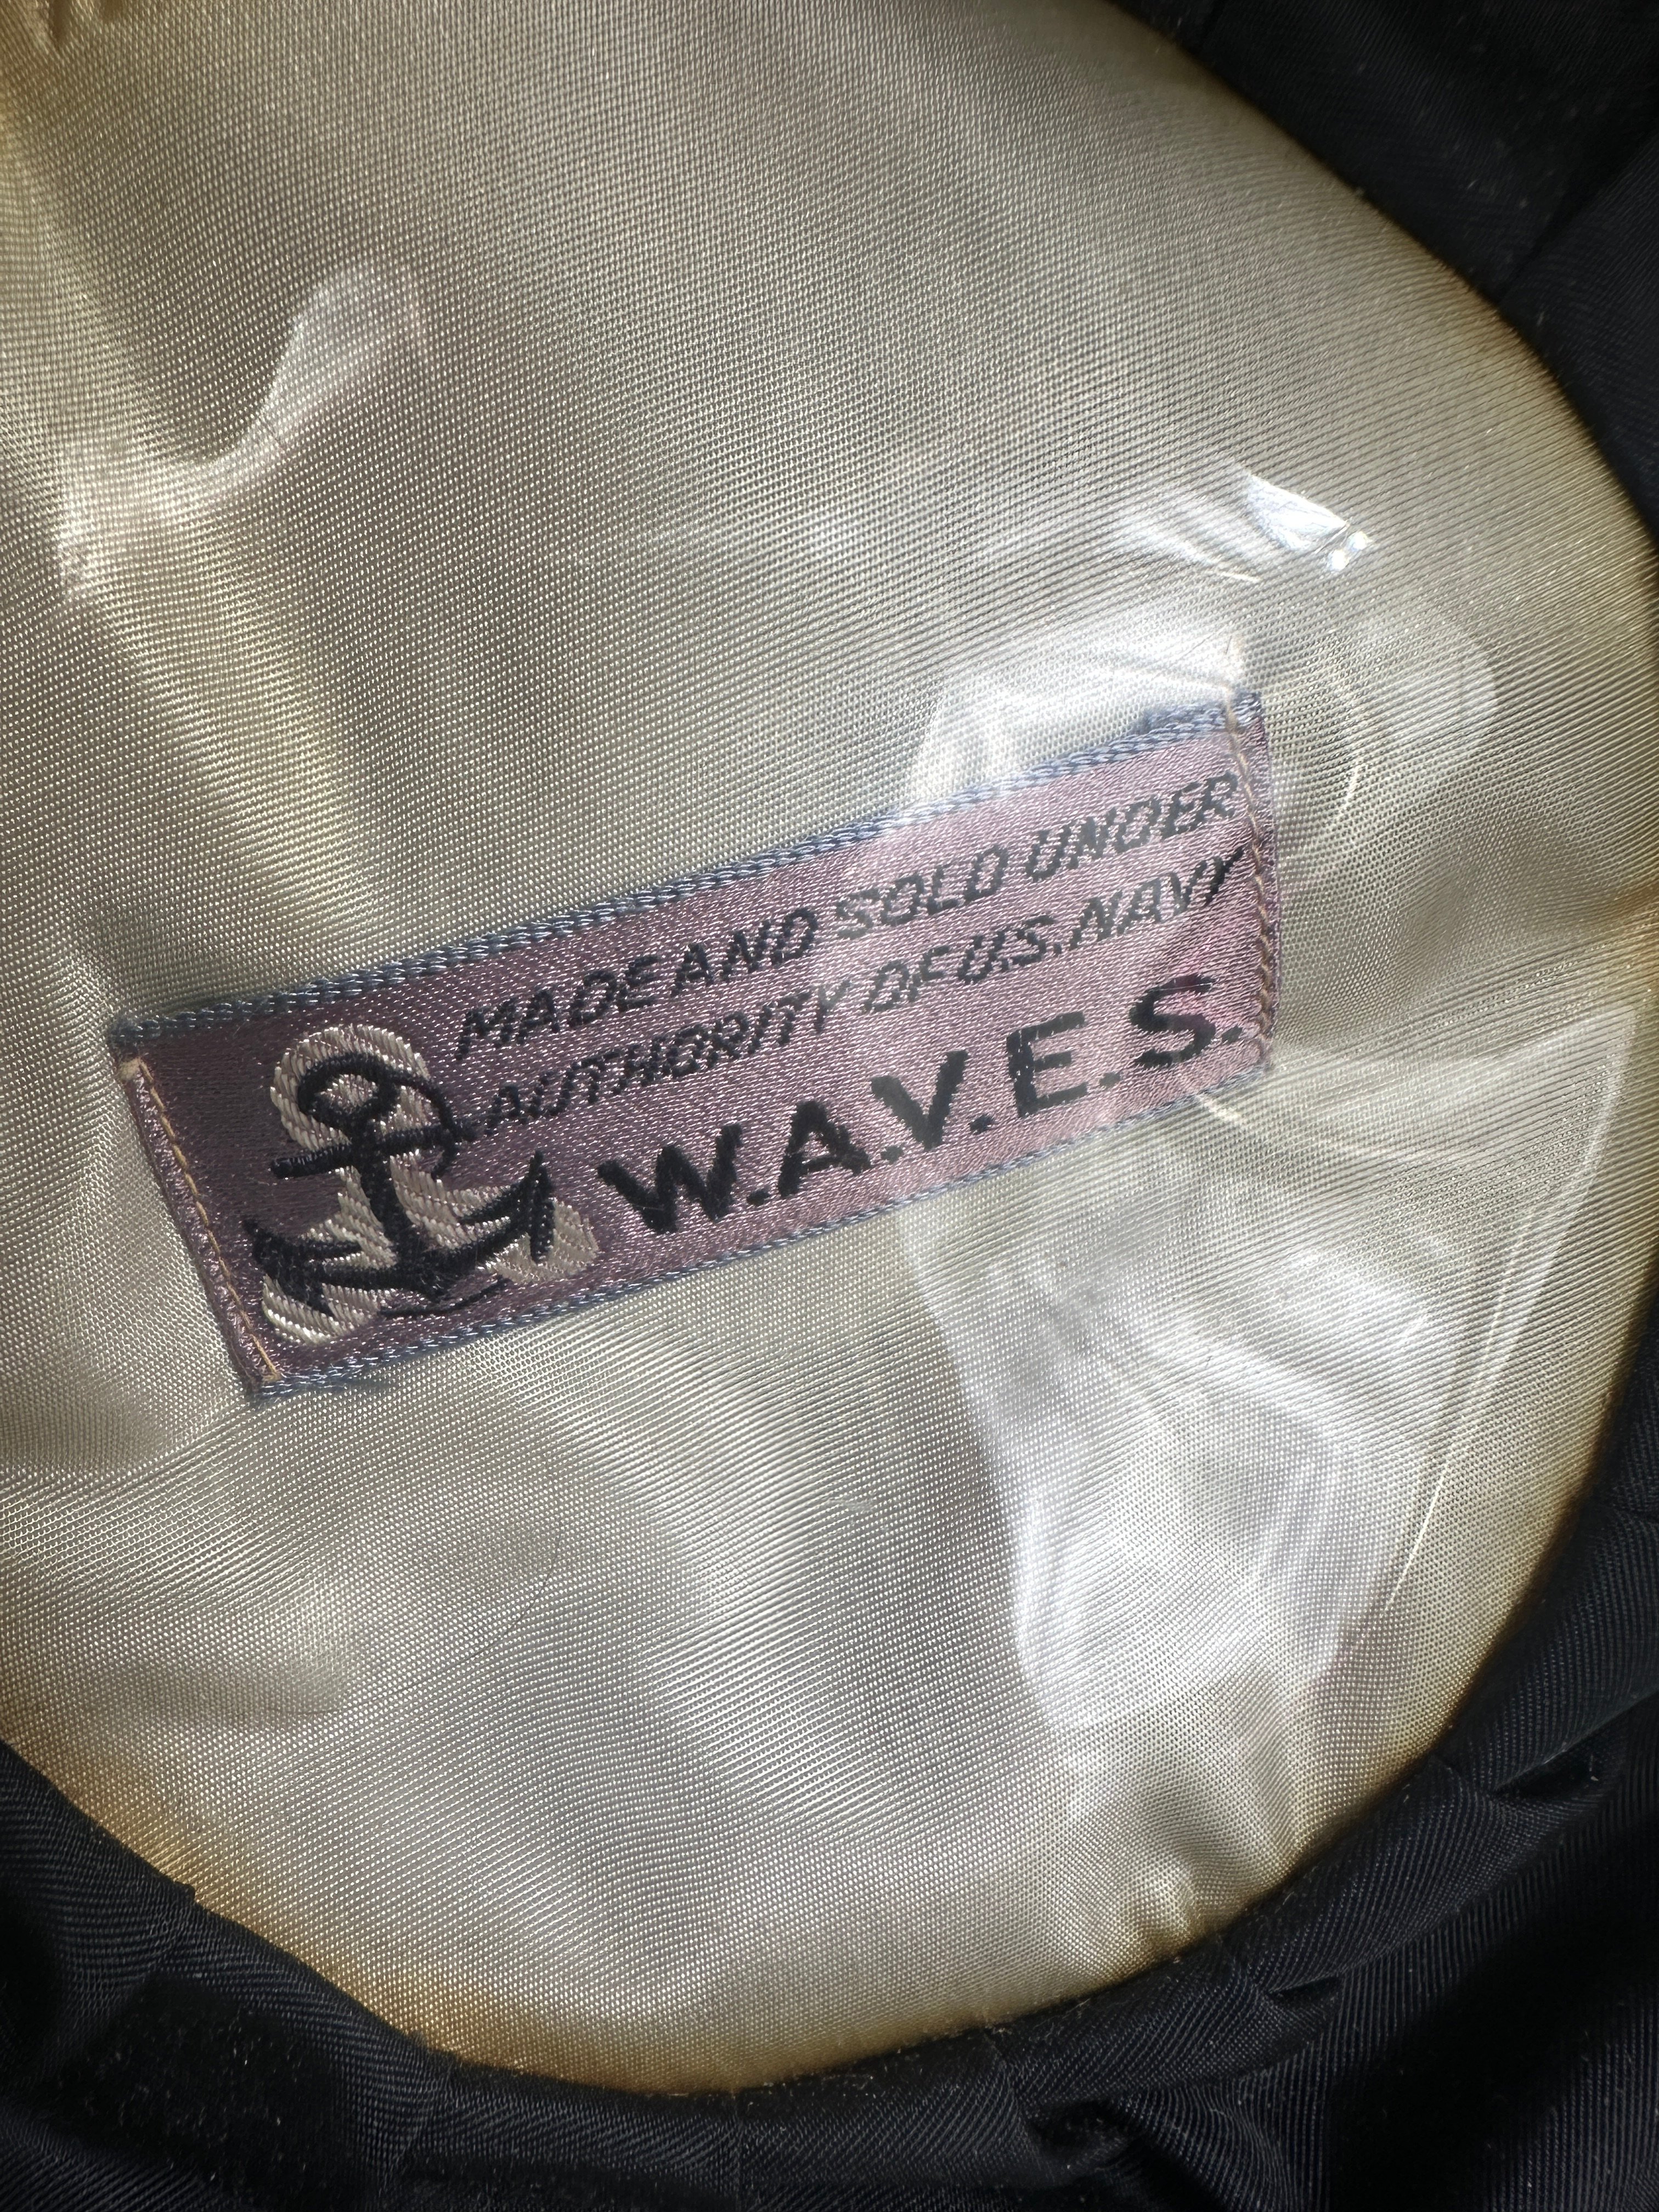 MADE AND SOLD UNDER
AUTHORITY OF U.S. NAVY
W.A.V.E.S.